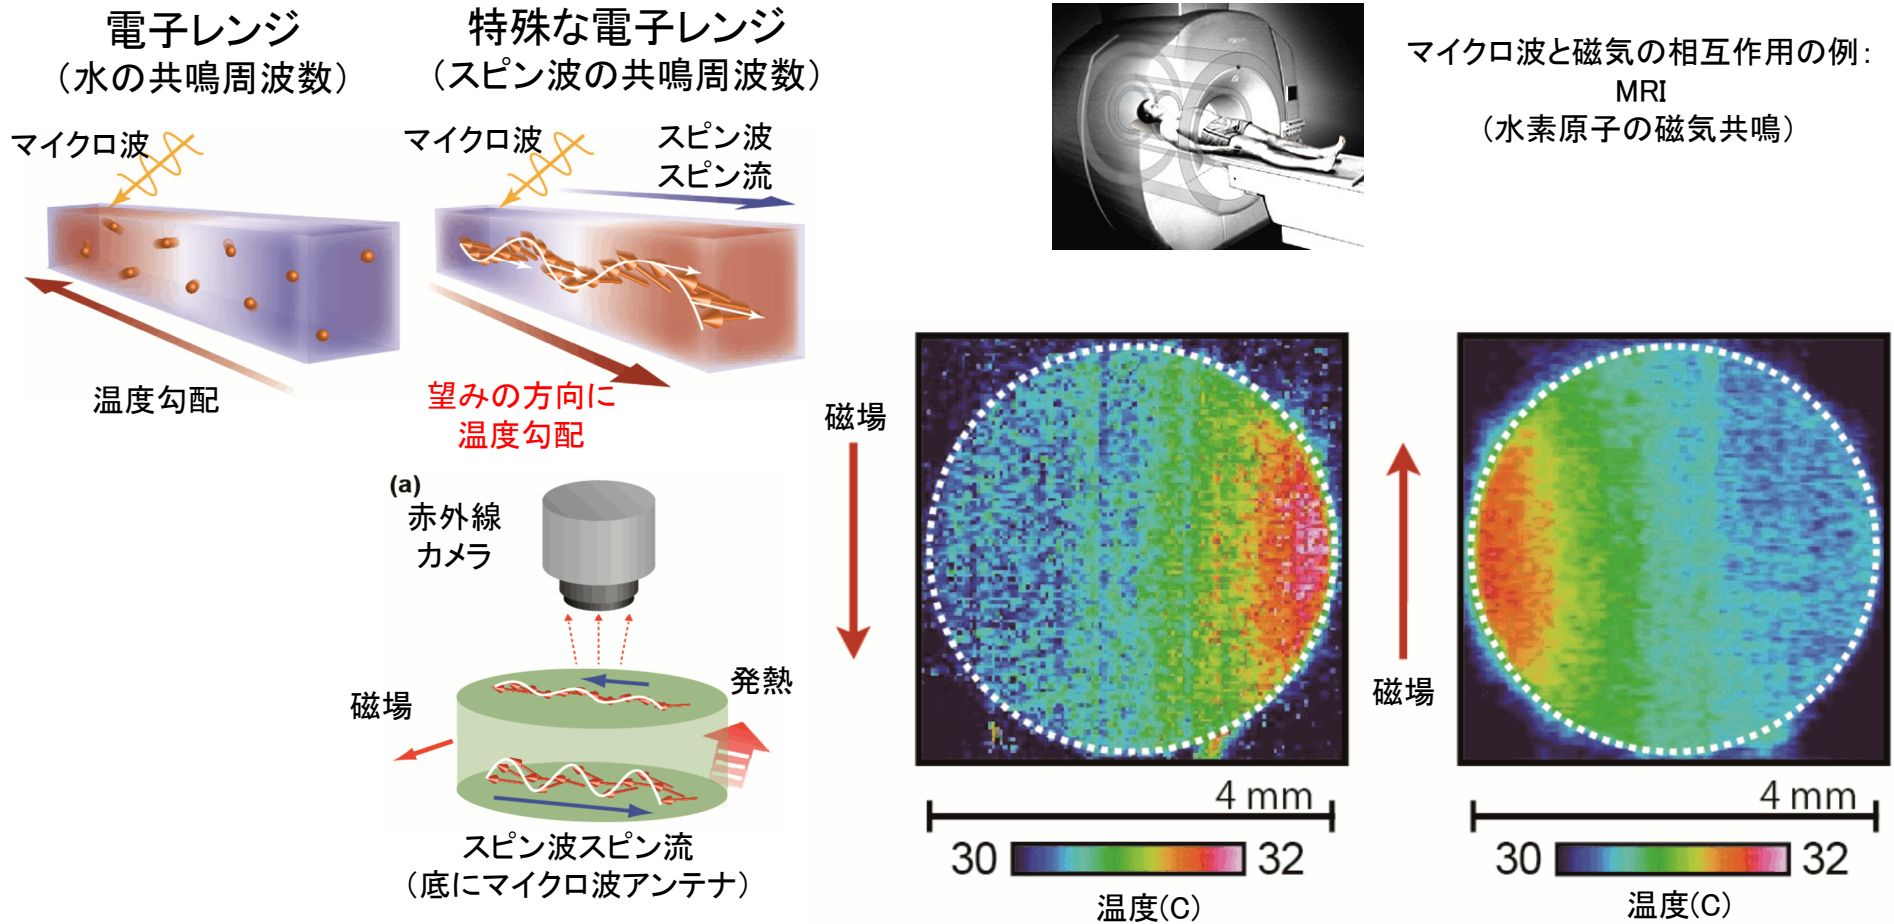 電子レンジ
（水の共鳴周波数）
特殊な電子レンジ
（スピン波の共鳴周波数）
マイクロ波と磁気の相互作用の例：
MRI
（水素原子の磁気共鳴）
マイクロ波
マイクロ波
スピン波
スピン流
温度勾配
望みの方向に
温度勾配
(a)
赤外線
カメラ
磁場
発熱
スピン波スピン流
（底にマイクロ波アンテナ）
磁場
4 mm
30
32
温度(C)
磁場
4 mm
30
32
温度(C)